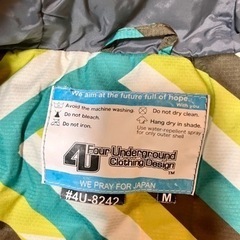 We aim at the future full of hope.
With you.
Avoid the machine washing.
Do not dry clean.
Do not bleach.
Hang dry in shade.
Do not iron.
Use water-repellent spray
for only outer shell
4U Four Underground
Clothing Design
TM
WE PRAY FOR JAPAN
#4U-8242
M